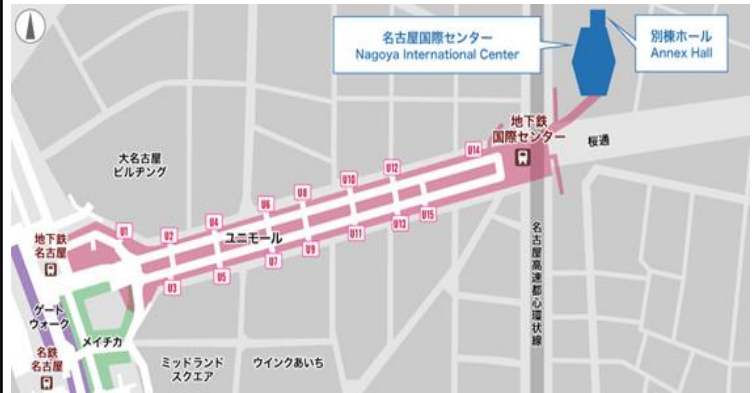 名古屋国際センター
Nagoya International Center
別棟ホール
Annex Hall
地下鉄
国際センター
桜通
大名古屋
ビルヂング
U14
U12
U10
U8
U6
U4
U2
U1
ユニモール
U15
U13
U11
U9
U7
U5
U3
地下鉄
名古屋
名古屋高速都心環状線
ゲート
ウォーク
メイチカ
名鉄
名古屋
ミッドランド
スクエア
ウインクあいち